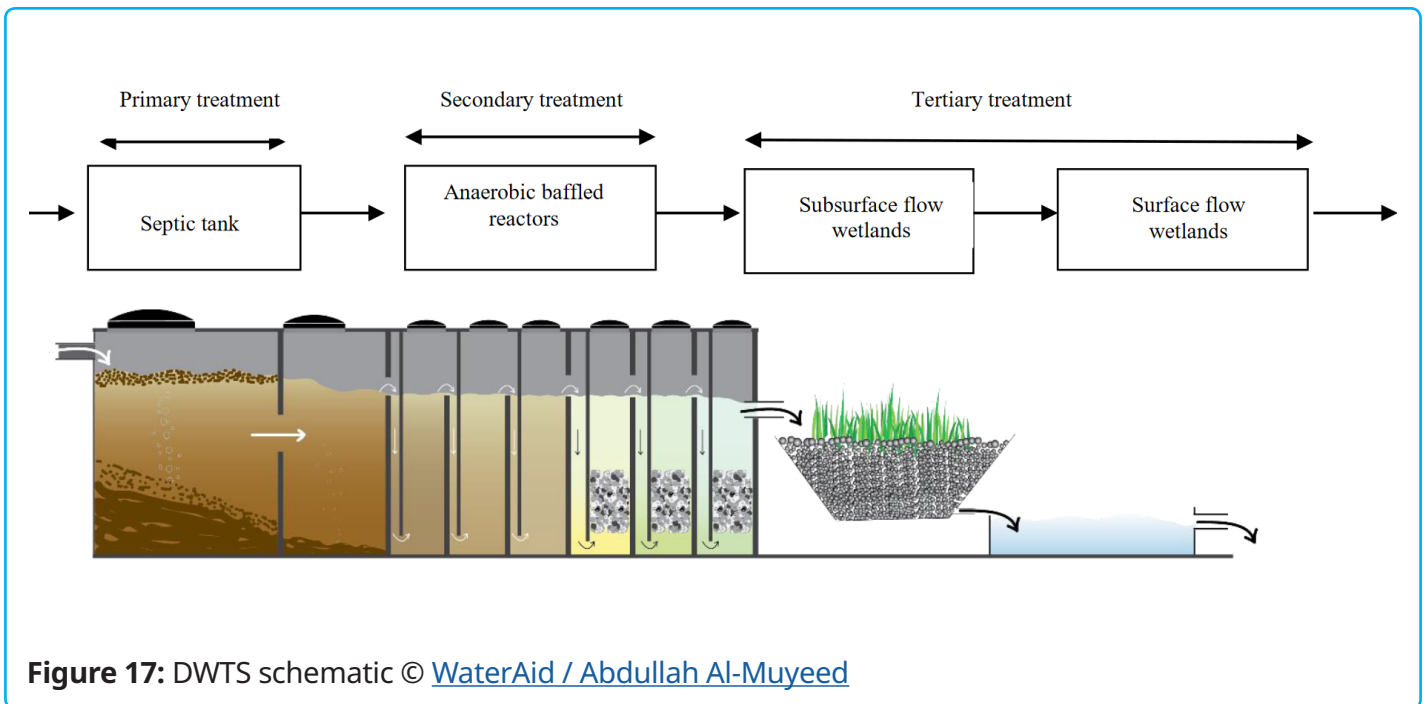 Primary treatment
Secondary treatment
Tertiary treatment
Septic tank
Anaerobic baffled
reactors
Subsurface flow
wetlands
Surface flow
wetlands
Figure 17: DWTS schematic © WaterAid / Abdullah Al-Muyeed